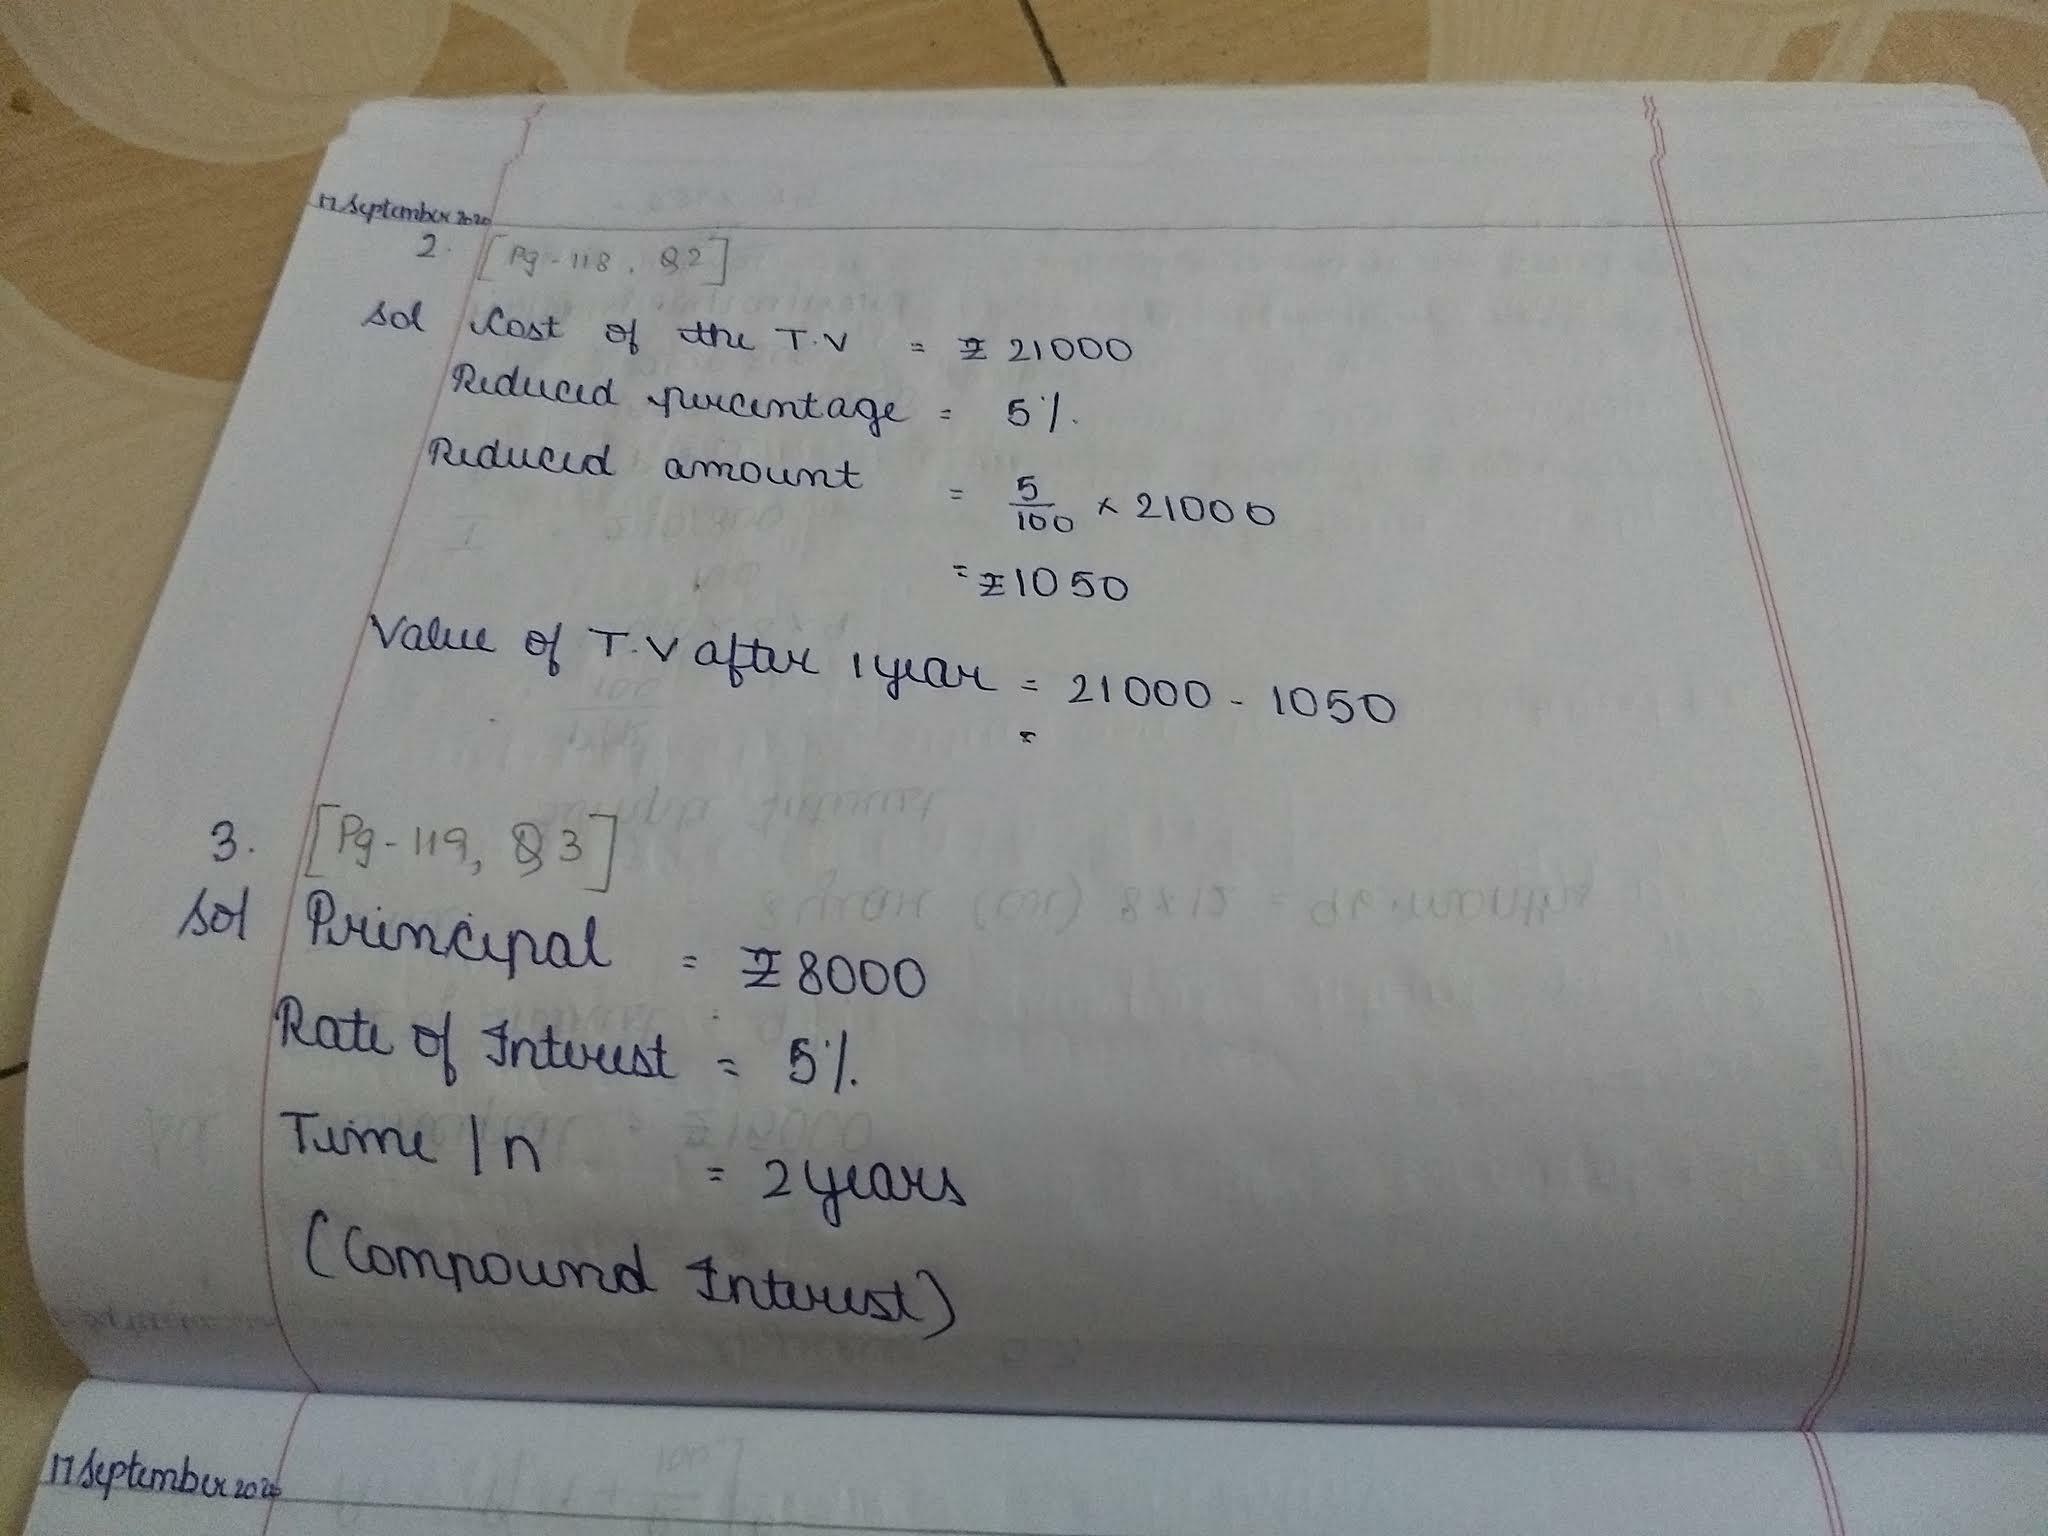 17 September 2020
2. [Pg - 118, Q2]
Sol Cost of the T.V = ₹ 21000
Reduced percentage = 5%.
Reduced amount = 5/100 × 21000
= ₹1050
Value of T.V after 1 year = 21000 - 1050
=
3. [Pg - 119, Q3]
Sol Principal = ₹8000
Rate of Interest = 5%.
Time / n = 2 years
(Compound Interest)
17 September 2020